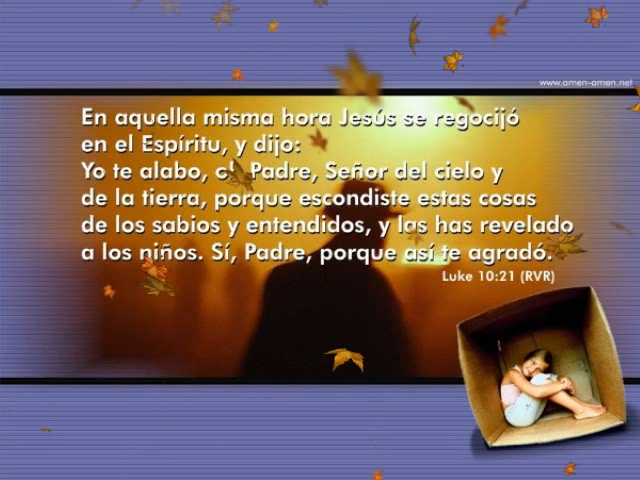 www.amen-amen.net
En aquella misma hora Jesús se regocijó
en el Espíritu, y dijo:
Yo te alabo, oh Padre, Señor del cielo y
de la tierra, porque escondiste estas cosas
de los sabios y entendidos, y las has revelado
a los niños. Sí, Padre, porque así te agradó.
Luke 10:21 (RVR)